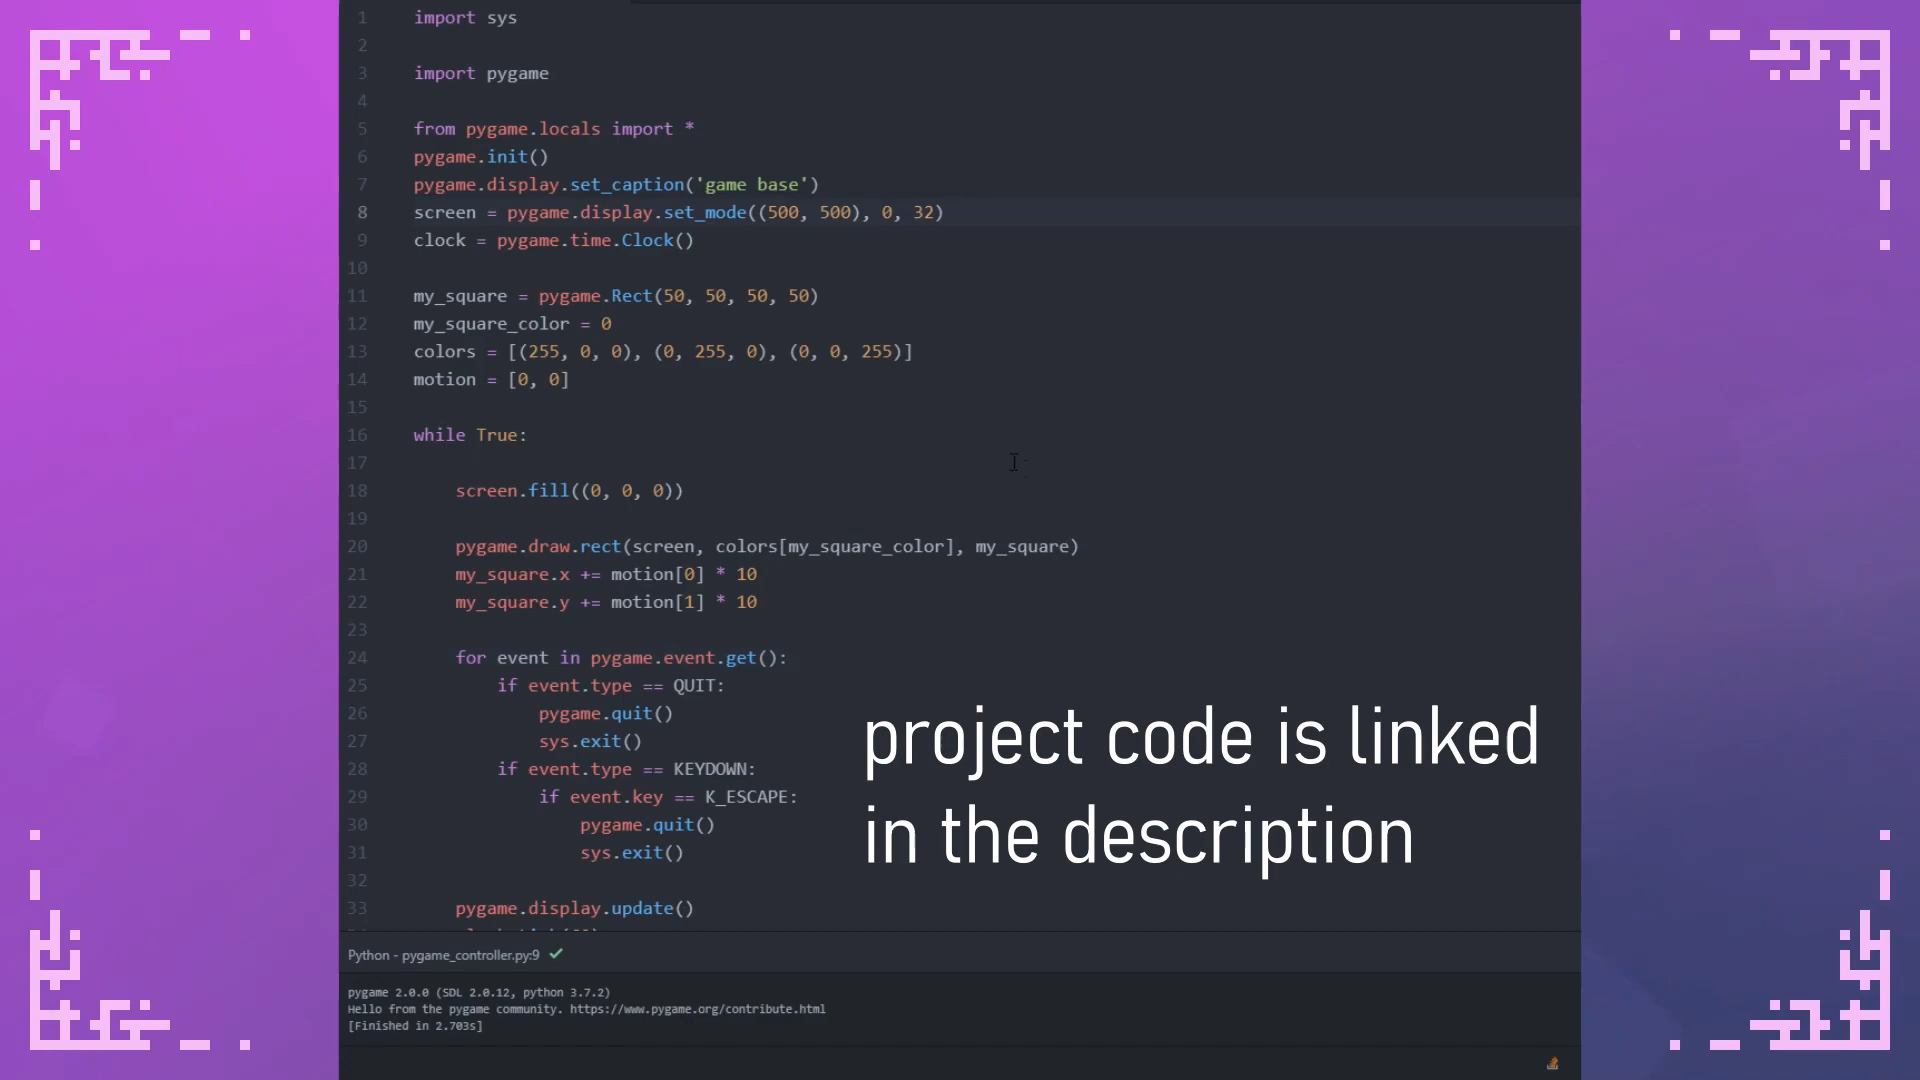 1 import sys
2
3 import pygame
4
5 from pygame.locals import *
6 pygame.init()
7 pygame.display.set_caption('game base')
8 screen = pygame.display.set_mode((500, 500), 0, 32)
9 clock = pygame.time.Clock()
10
11 my_square = pygame.Rect(50, 50, 50, 50)
12 my_square_color = 0
13 colors = [(255, 0, 0), (0, 255, 0), (0, 0, 255)]
14 motion = [0, 0]
15
16 while True:
17
18 screen.fill((0, 0, 0))
19
20 pygame.draw.rect(screen, colors[my_square_color], my_square)
21 my_square.x += motion[0] * 10
22 my_square.y += motion[1] * 10
23
24 for event in pygame.event.get():
25 if event.type == QUIT:
26 pygame.quit()
27 sys.exit()
28 if event.type == KEYDOWN:
29 if event.key == K_ESCAPE:
30 pygame.quit()
31 sys.exit()
32
33 pygame.display.update()
project code is linked
in the description
Python - pygame_controller.py:9
pygame 2.0.0 (SDL 2.0.12, python 3.7.2)
Hello from the pygame community. https://www.pygame.org/contribute.html
[Finished in 2.703s]